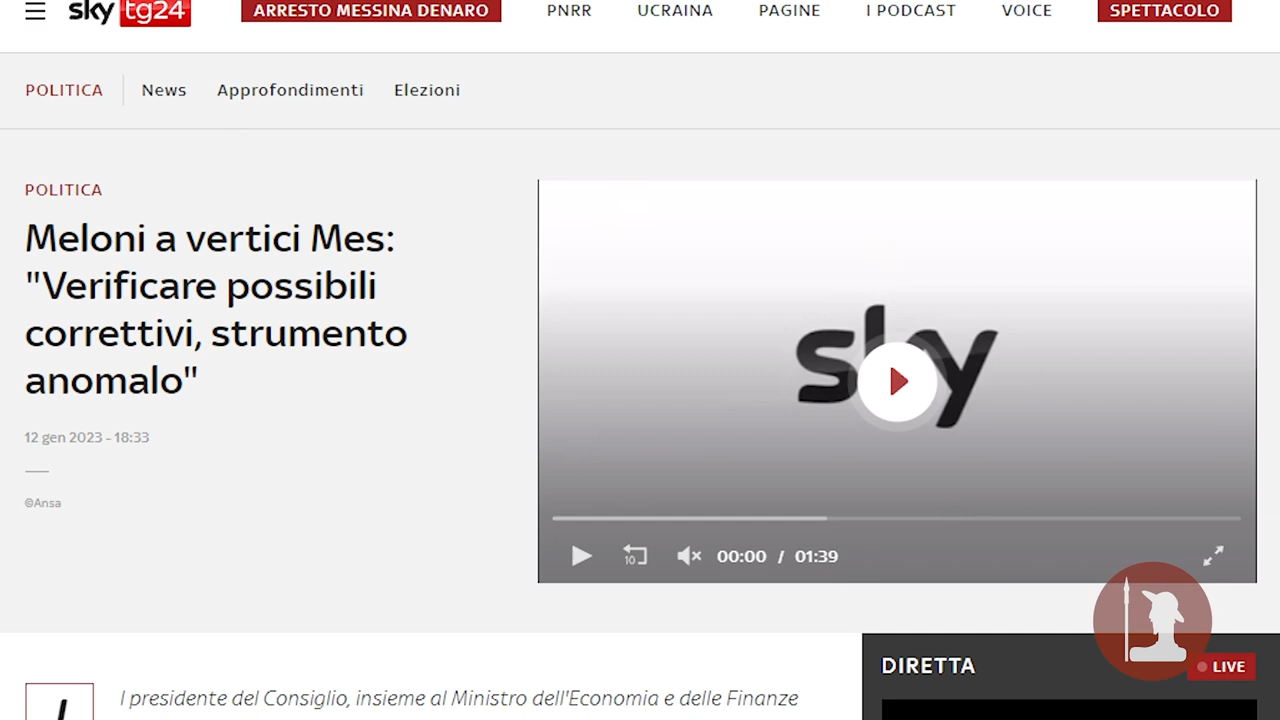 sky tg24
ARRESTO MESSINA DENARO
PNRR
UCRAINA
PAGINE
I PODCAST
VOICE
SPETTACOLO
POLITICA
News
Approfondimenti
Elezioni
POLITICA
Meloni a vertici Mes:
"Verificare possibili
correttivi, strumento
anomalo"
12 gen 2023 - 18:33
©Ansa
sky
10
00:00 / 01:39
DIRETTA
LIVE
I presidente del Consiglio, insieme al Ministro dell'Economia e delle Finanze